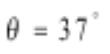 θ = 37°